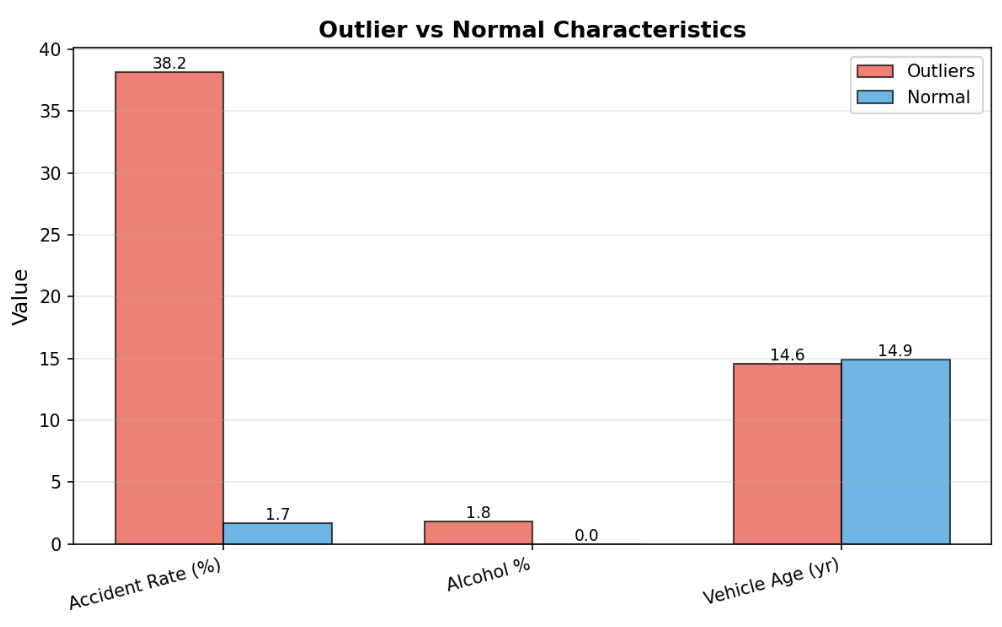 Outlier vs Normal Characteristics
Outliers
Normal
Value
40
35
30
25
20
15
10
5
0
38.2
1.7
1.8
0.0
14.6
14.9
Accident Rate (%)
Alcohol %
Vehicle Age (yr)